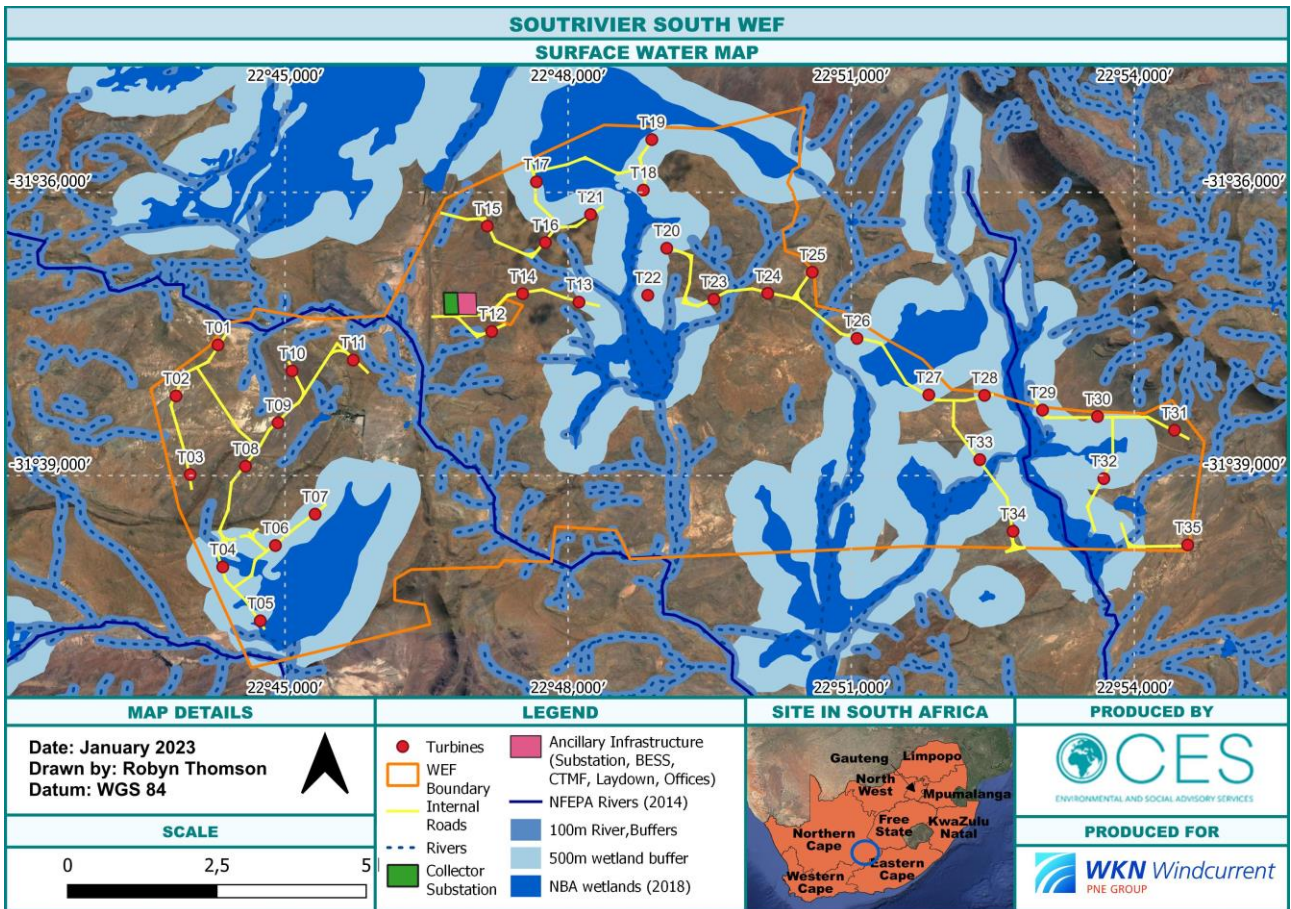 SOUTRIVIER SOUTH WEF
SURFACE WATER MAP
22°45,000′ 22°48,000′ 22°51,000′ 22°54,000′
-31°36,000′ -31°36,000′
-31°39,000′ -31°39,000′
T19
T17
T18
T21
T15
T16
T20
T25
T14
T13
T22
T23
T24
T12
T01
T26
T11
T10
T02
T27
T28
T29
T30
T09
T31
T08
T03
T33
T32
T07
T06
T34
T35
T04
T05
22°45,000′ 22°48,000′ 22°51,000′ 22°54,000′
MAP DETAILS
Date: January 2023
Drawn by: Robyn Thomson
Datum: WGS 84
SCALE
0 2,5 5
LEGEND
Turbines
WEF
Boundary
Internal
Roads
Rivers
Collector
Substation
Ancillary Infrastructure
(Substation, BESS,
CTMF, Laydown, Offices)
NFEPA Rivers (2014)
100m River,Buffers
500m wetland buffer
NBA wetlands (2018)
SITE IN SOUTH AFRICA
Gauteng
Limpopo
North
West
Mpumalanga
Free
State
KwaZulu
Natal
Northern
Cape
Eastern
Cape
Western
Cape
PRODUCED BY
CES
ENVIRONMENTAL AND SOCIAL ADVISORY SERVICES
PRODUCED FOR
WKN Windcurrent
PNE GROUP